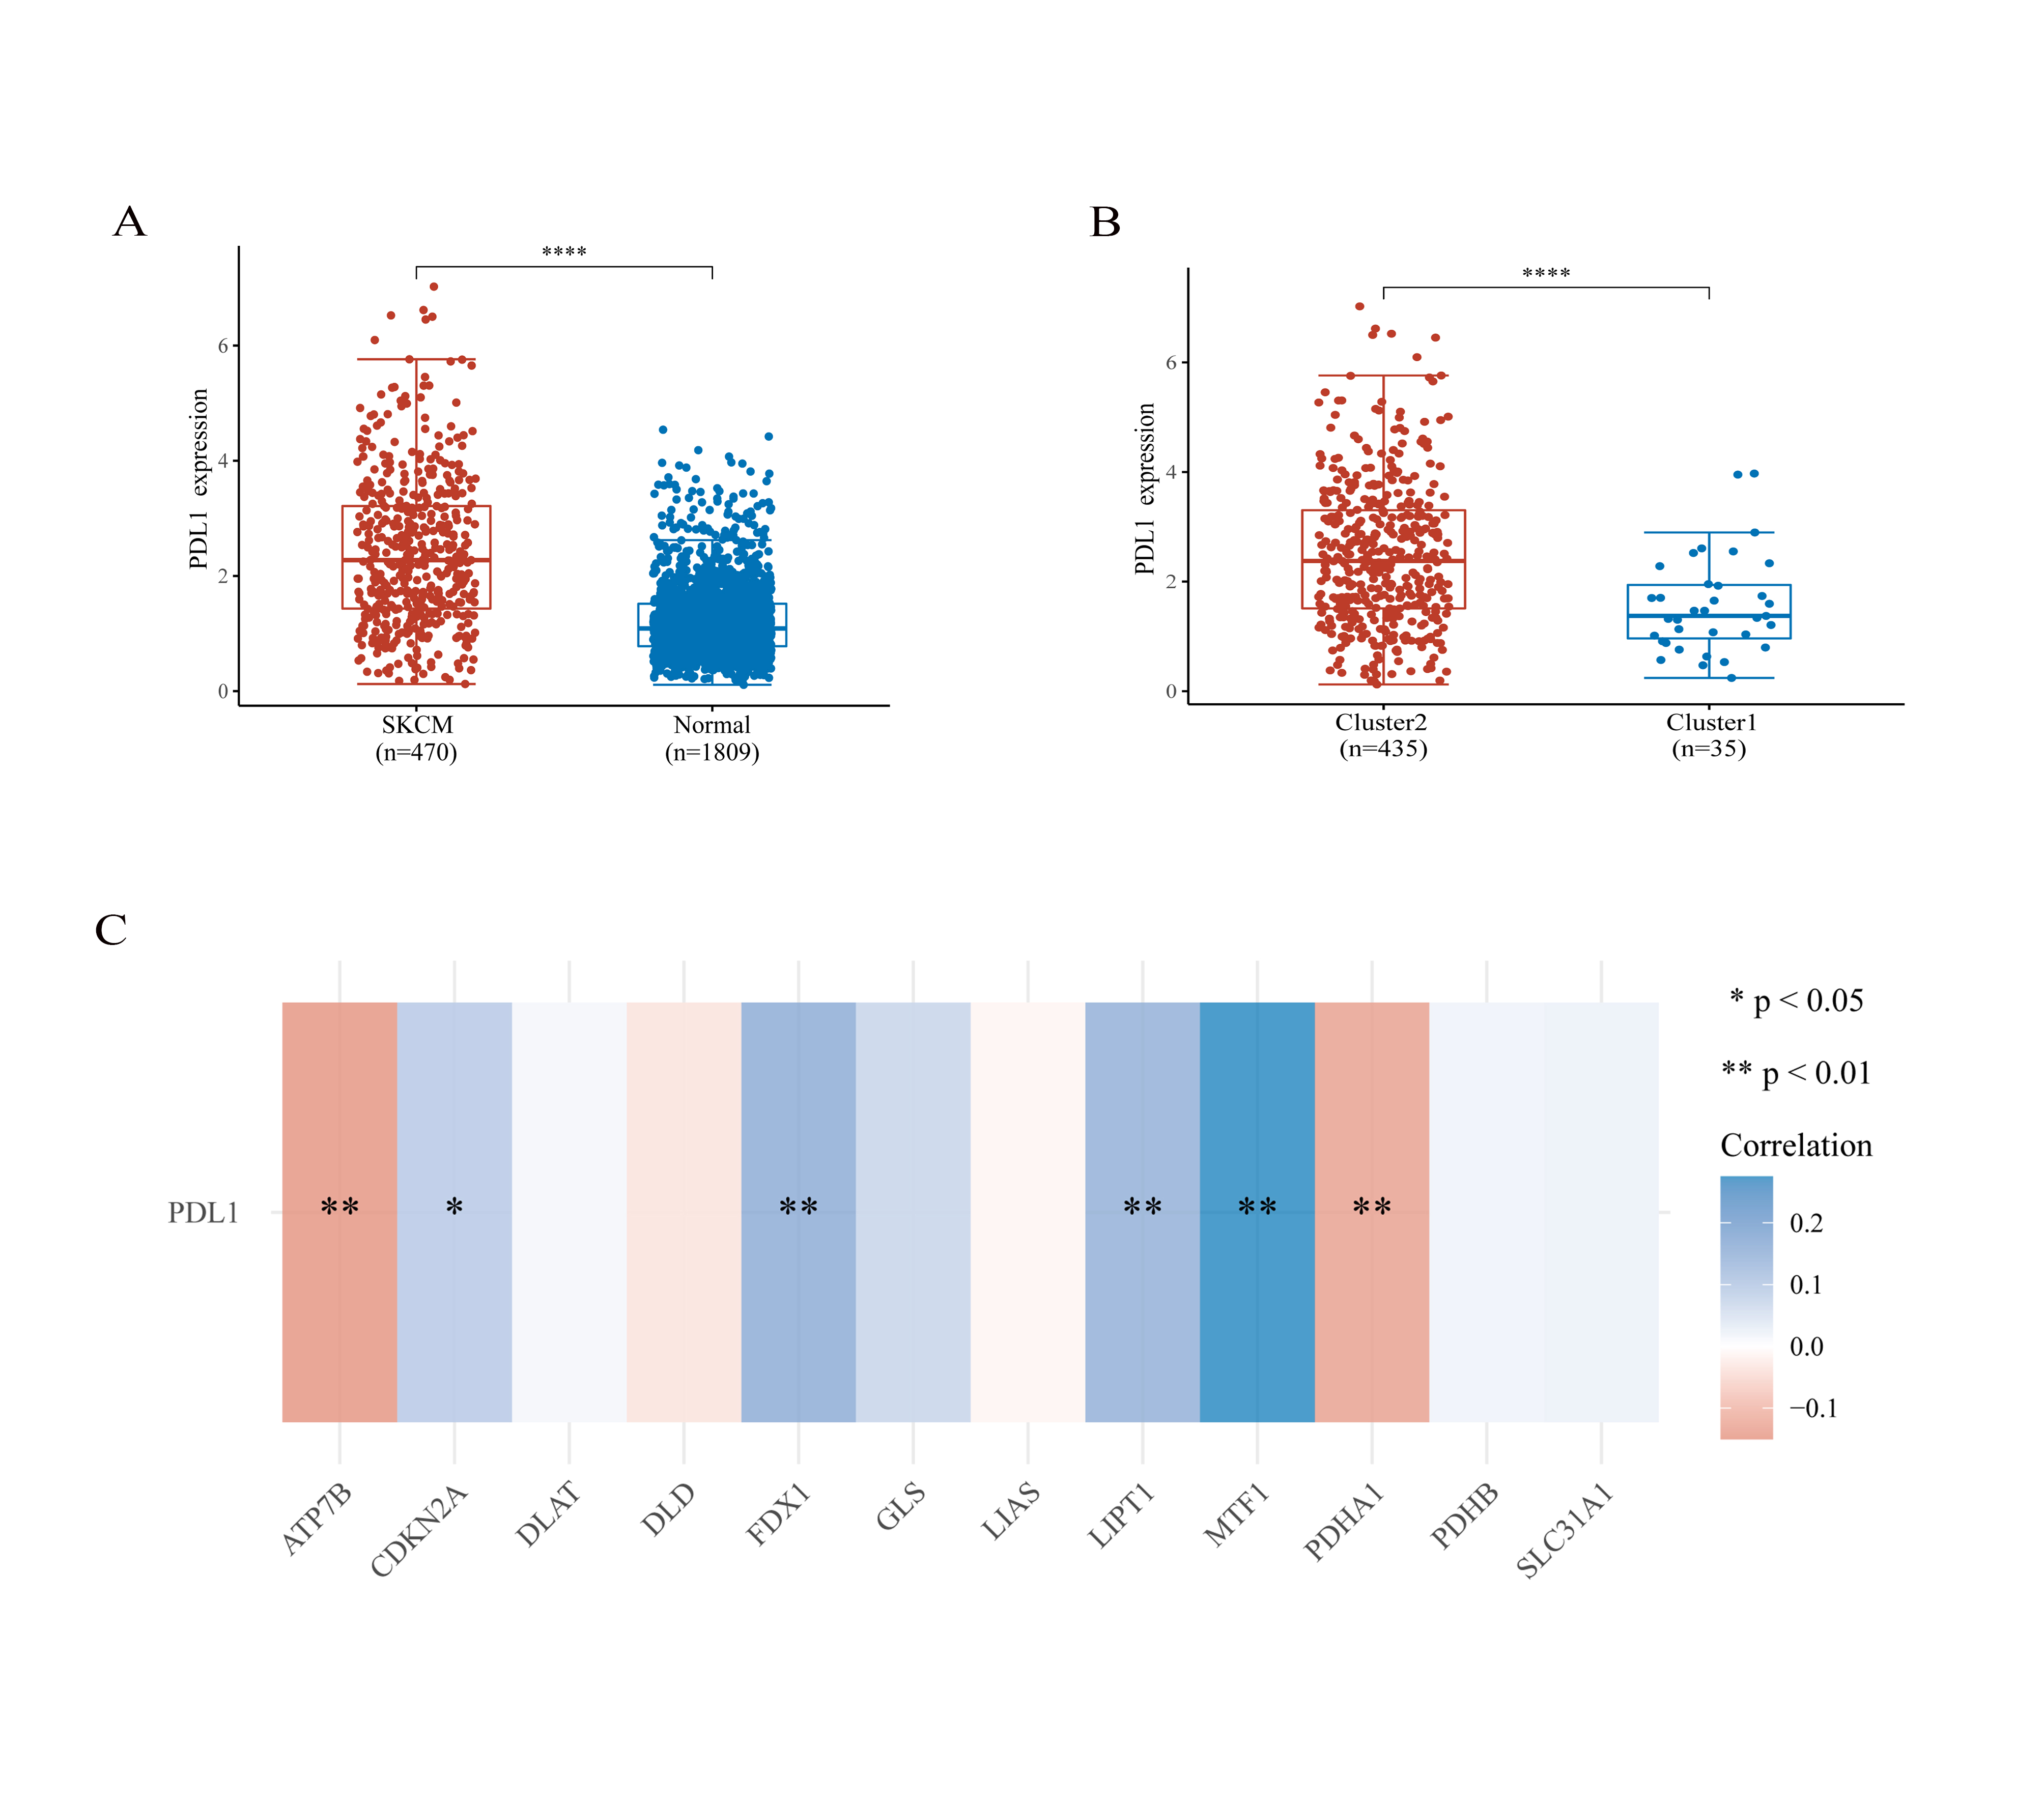 A
****
PDL1 expression
6
4
2
0
SKCM
(n=470)
Normal
(n=1809)
B
****
PDL1 expression
6
4
2
0
Cluster2
(n=435)
Cluster1
(n=35)
C
* p < 0.05
** p < 0.01
Correlation
0.2
0.1
0.0
−0.1
PDL1
**
*
**
**
**
**
ATP7B
CDKN2A
DLAT
DLD
FDX1
GLS
LIAS
LIPT1
MTF1
PDHA1
PDHB
SLC31A1